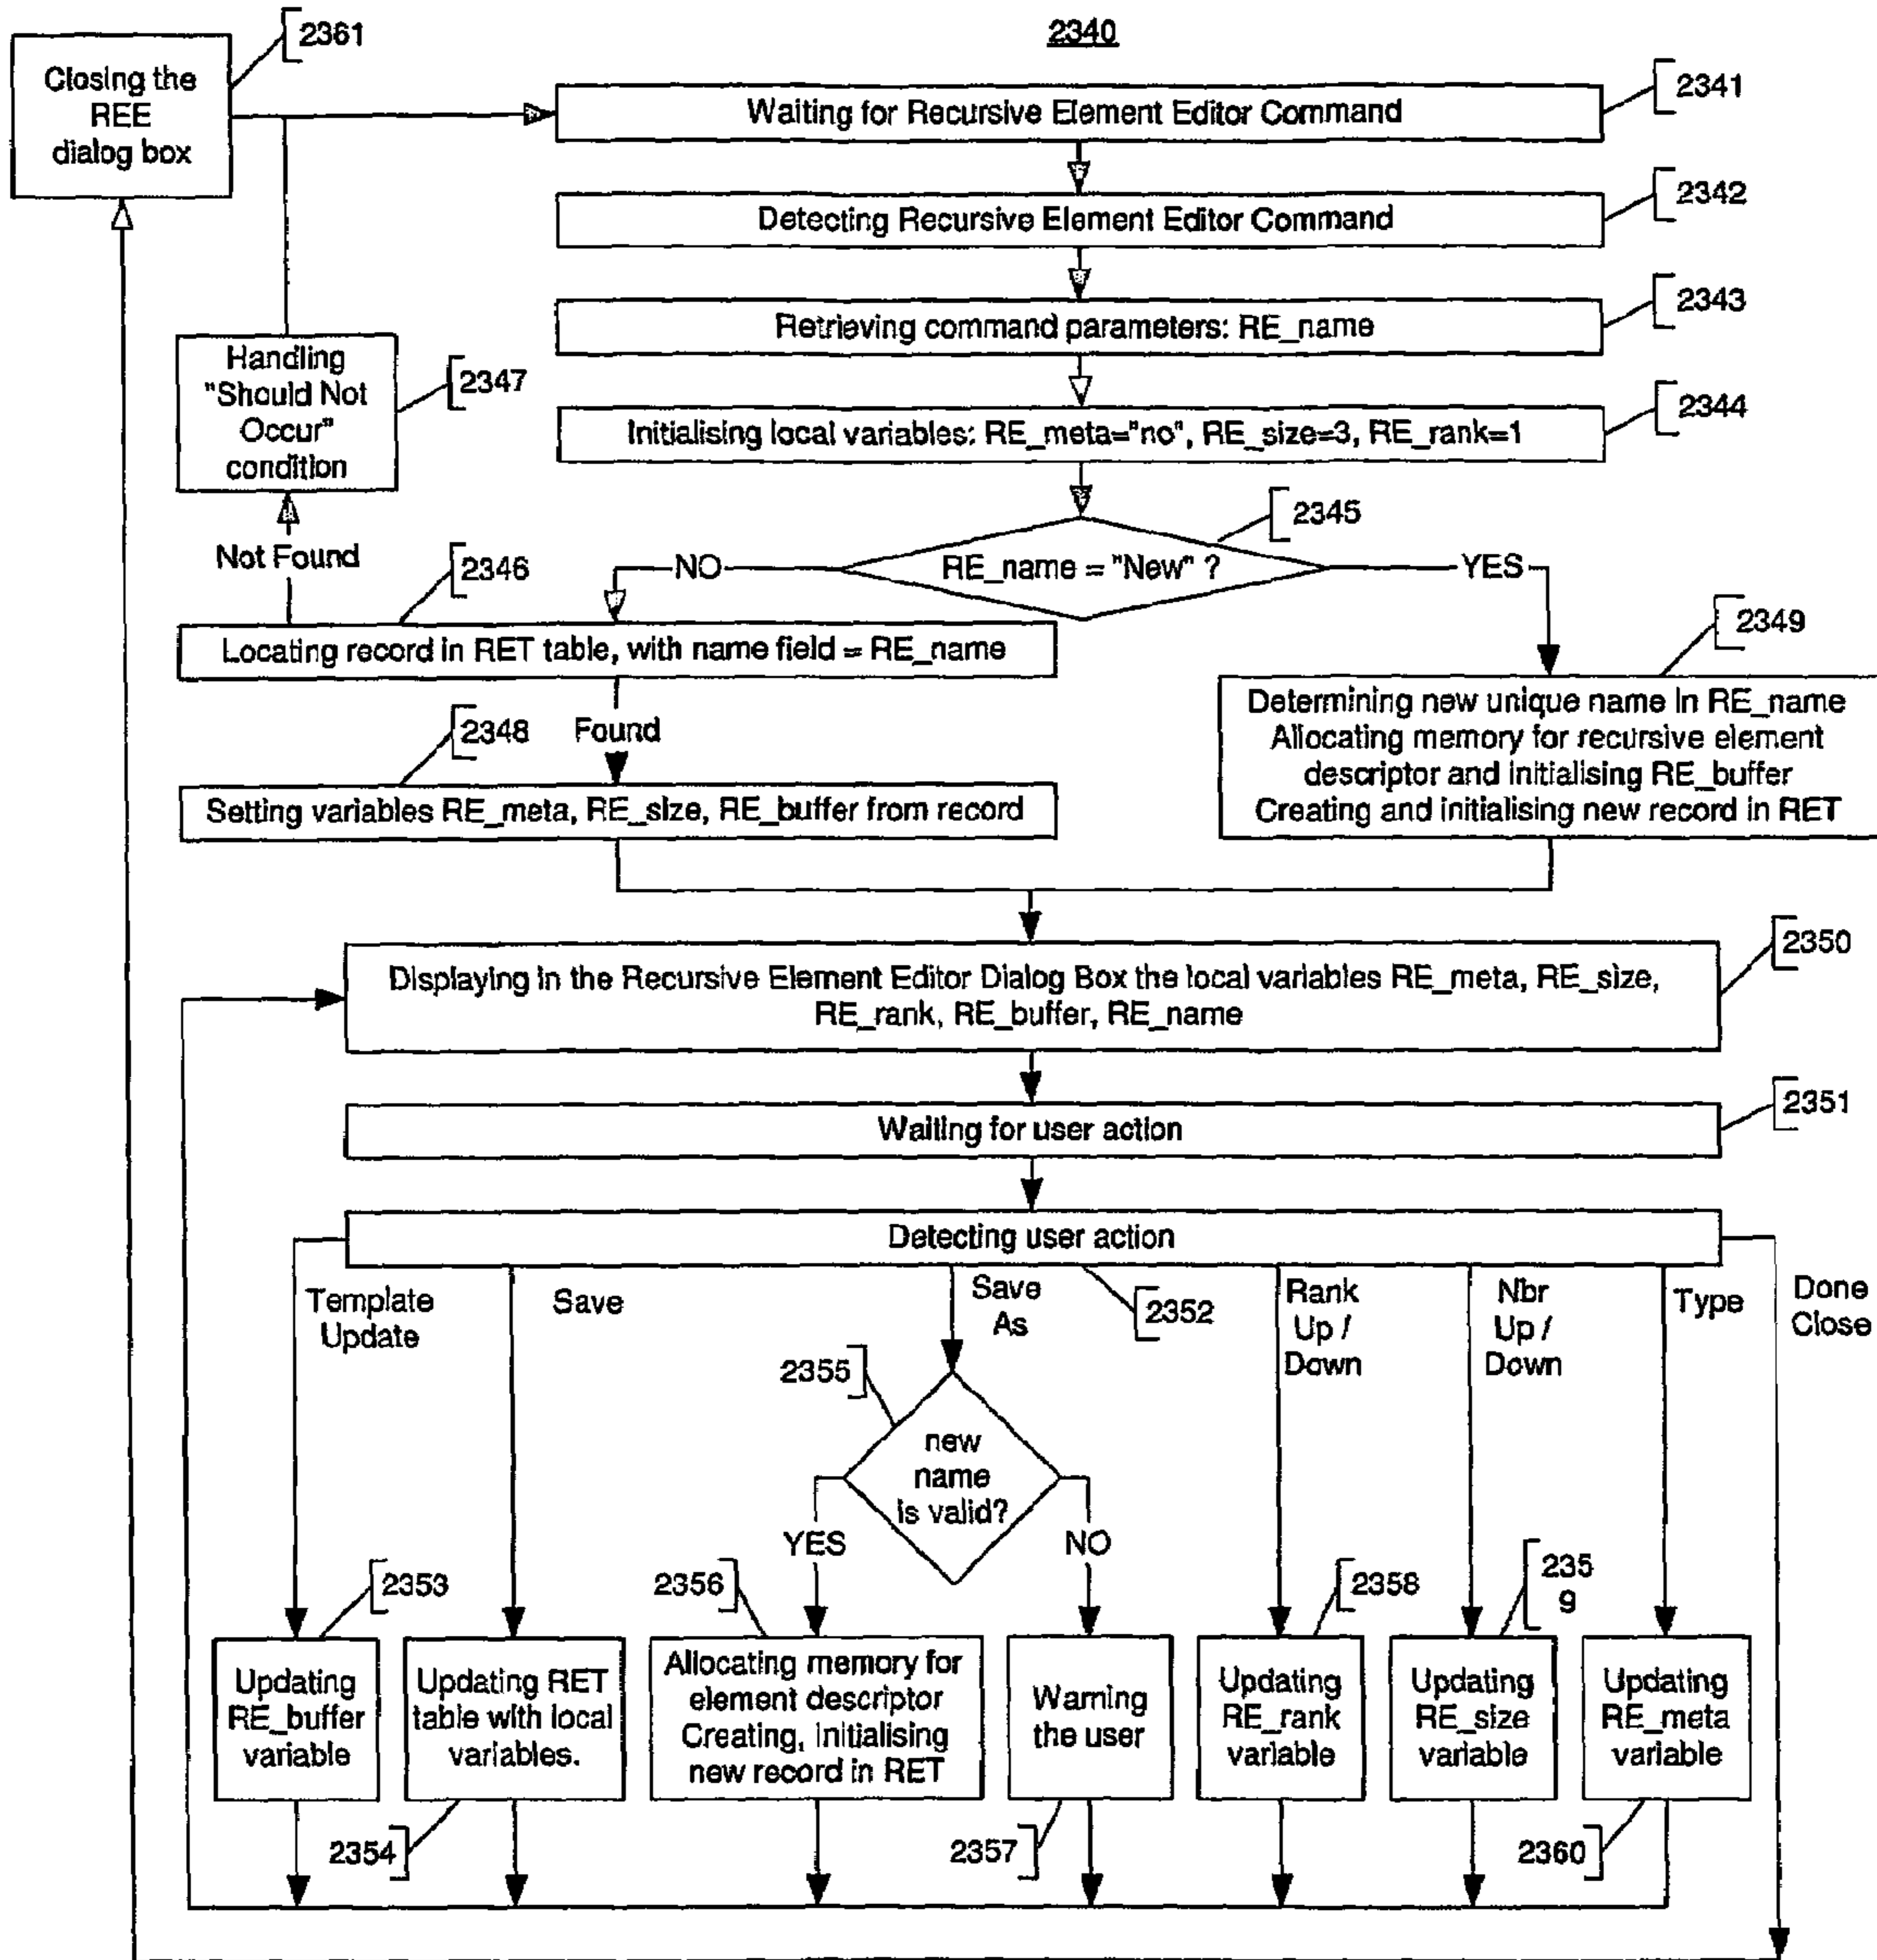 2340
2361
Closing the
REE
dialog box
2341
Waiting for Recursive Element Editor Command
2342
Detecting Recursive Element Editor Command
2343
Retrieving command parameters: RE_name
2344
Initialising local variables: RE_meta="no", RE_size=3, RE_rank=1
Handling
"Should Not
Occur"
condition
2347
2345
RE_name = "New" ?
NO
YES
Not Found
2346
Locating record in RET table, with name field = RE_name
2349
Determining new unique name in RE_name
Allocating memory for recursive element
descriptor and initialising RE_buffer
Creating and initialising new record in RET
2348
Found
Setting variables RE_meta, RE_size, RE_buffer from record
2350
Displaying in the Recursive Element Editor Dialog Box the local variables RE_meta, RE_size,
RE_rank, RE_buffer, RE_name
2351
Waiting for user action
Detecting user action
2352
Template
Update
Save
Save
As
Rank
Up /
Down
Nbr
Up /
Down
Type
Done
Close
2355
new
name
is valid?
YES
NO
2353
Updating
RE_buffer
variable
Updating RET
table with local
variables.
2354
2356
Allocating memory for
element descriptor
Creating, initialising
new record in RET
Warning
the user
2357
2358
Updating
RE_rank
variable
235
9
Updating
RE_size
variable
Updating
RE_meta
variable
2360